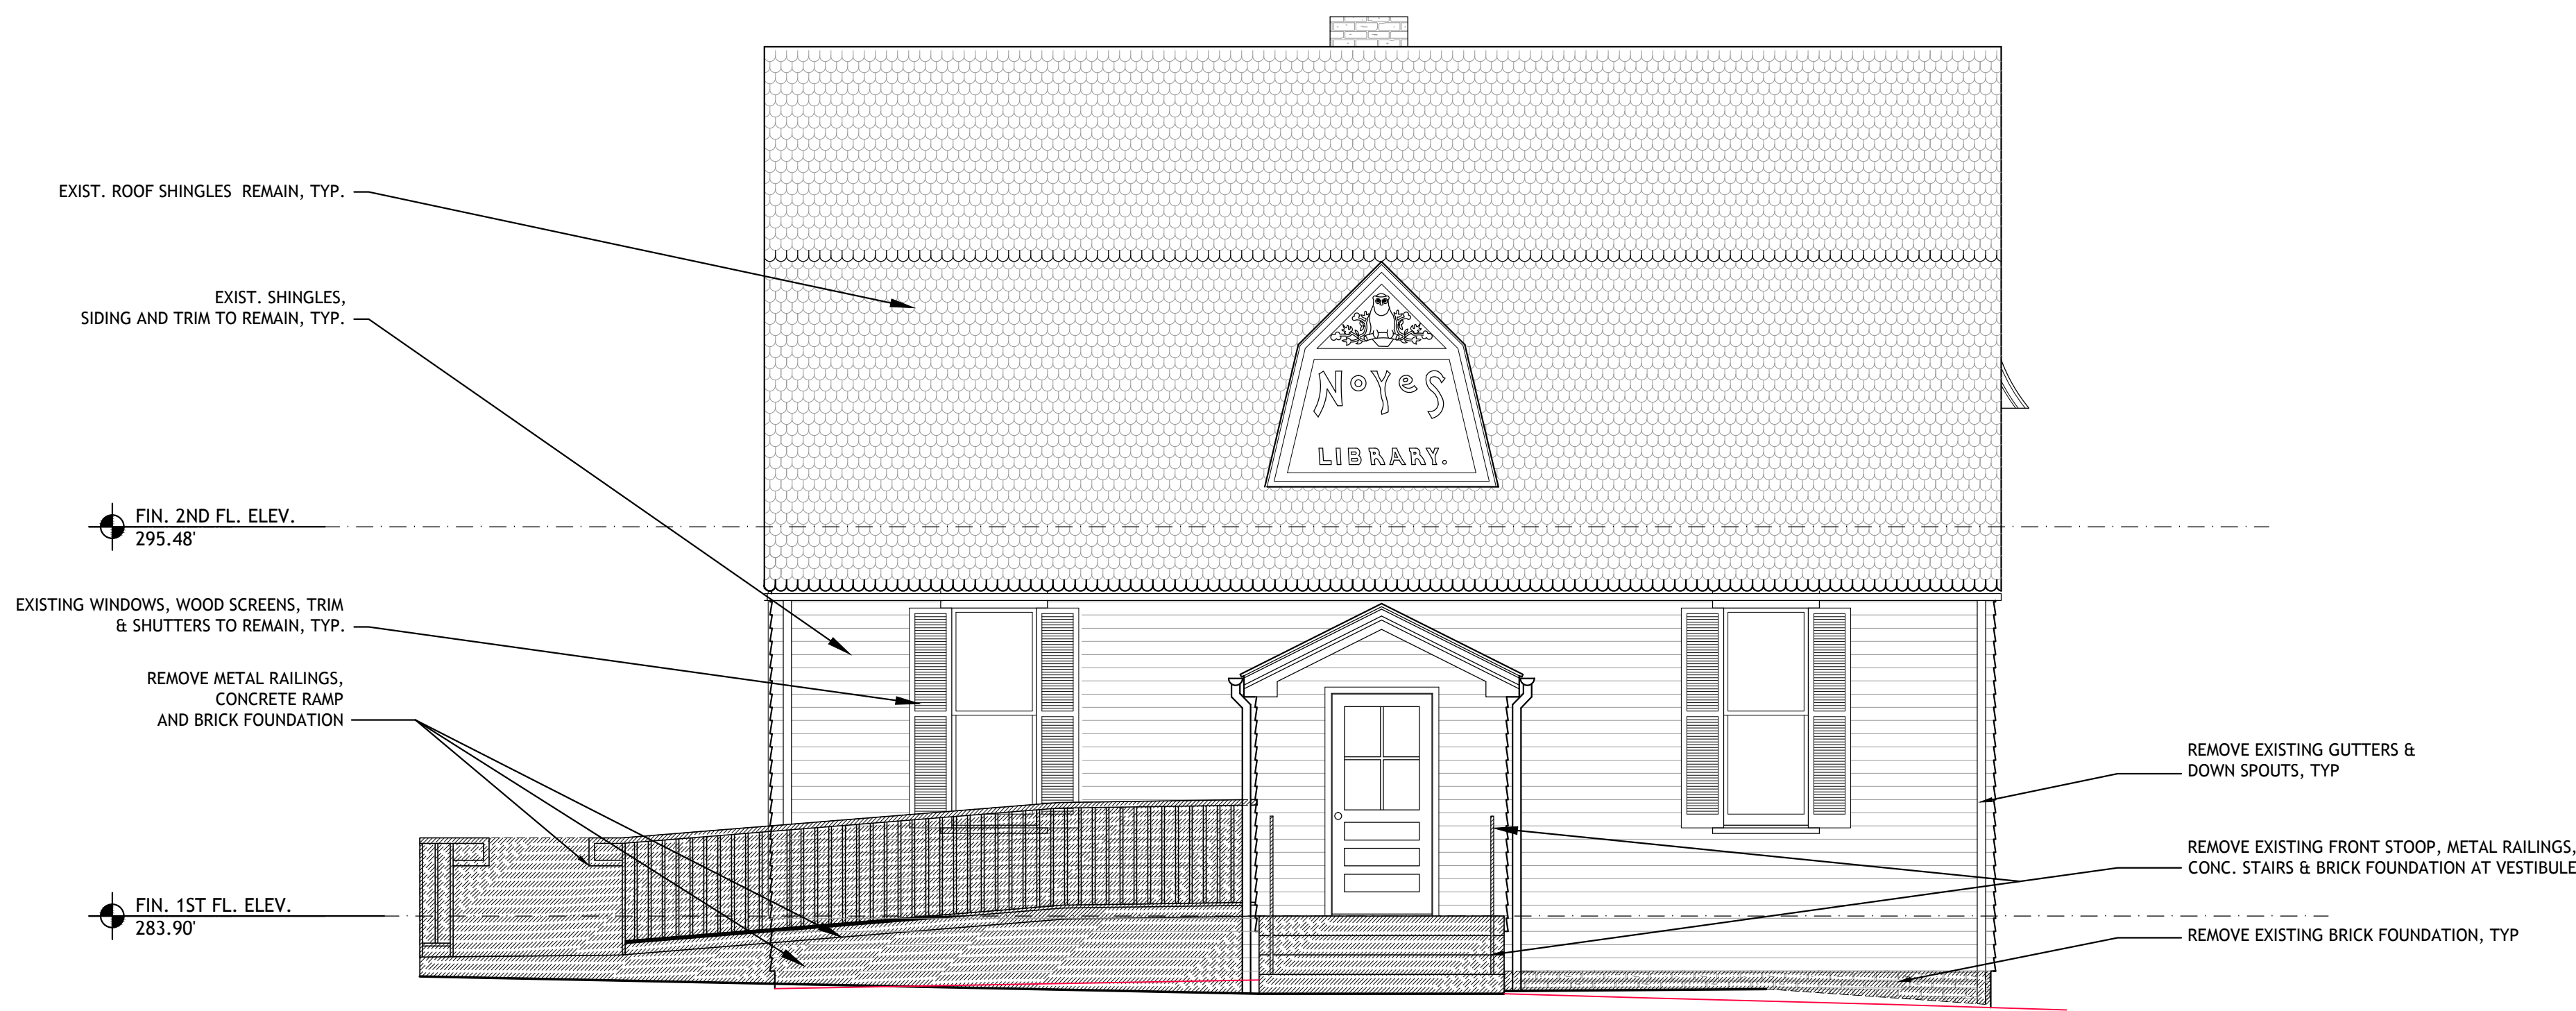 EXIST. ROOF SHINGLES REMAIN, TYP.
EXIST. SHINGLES,
SIDING AND TRIM TO REMAIN, TYP.
NOYeS
LIBRARY.
FIN. 2ND FL. ELEV.
295.48'
EXISTING WINDOWS, WOOD SCREENS, TRIM
& SHUTTERS TO REMAIN, TYP.
REMOVE METAL RAILINGS,
CONCRETE RAMP
AND BRICK FOUNDATION
FIN. 1ST FL. ELEV.
283.90'
REMOVE EXISTING GUTTERS &
DOWN SPOUTS, TYP
REMOVE EXISTING FRONT STOOP, METAL RAILINGS,
CONC. STAIRS & BRICK FOUNDATION AT VESTIBULE
REMOVE EXISTING BRICK FOUNDATION, TYP